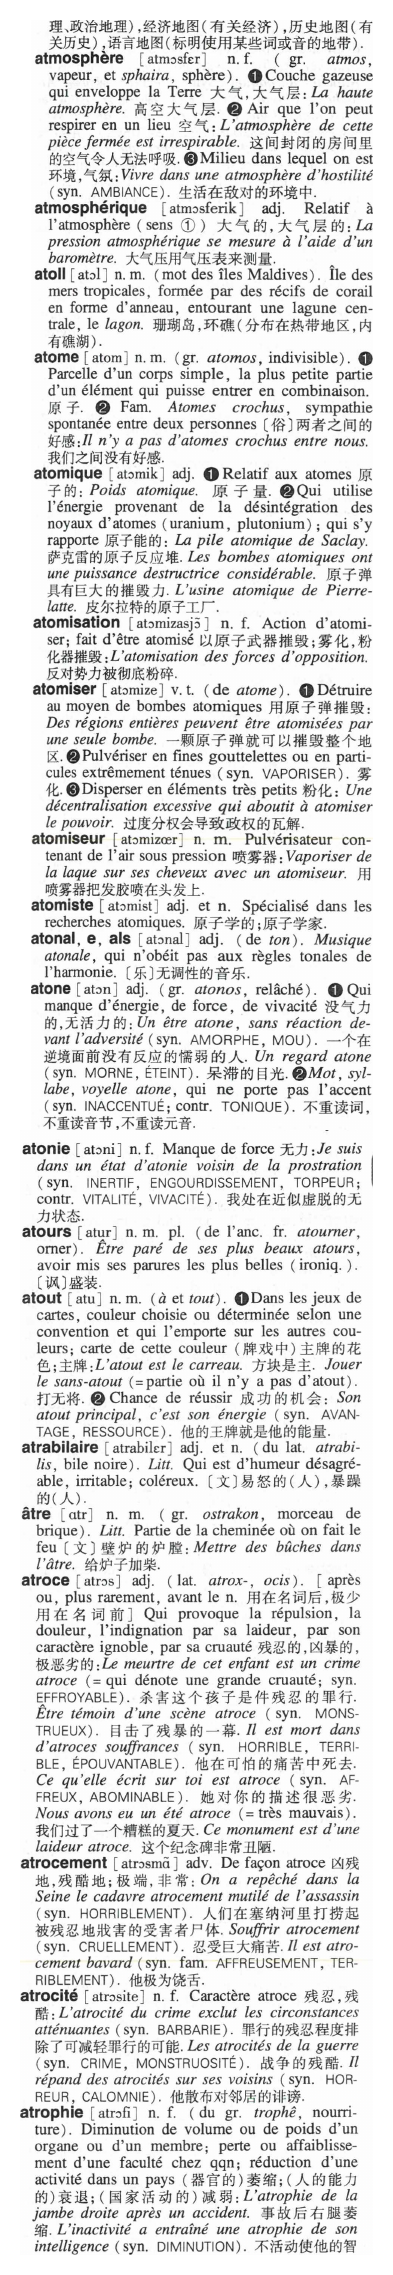 理、政治地理),经济地图(有关经济),历史地图(有
关历史),语言地图(标明使用某些词或音的地带).
atmosphère [atmɔsfɛr] n. f. ( gr. atmos,
vapeur, et sphaira, sphère). ❶Couche gazeuse
qui enveloppe la Terre 大气,大气层: La haute
atmosphère. 高空大气层. ❷ Air que l'on peut
respirer en un lieu 空气: L'atmosphère de cette
pièce fermée est irrespirable. 这间封闭的房间里
的空气令人无法呼吸. ❸Milieu dans lequel on est
环境,气氛:Vivre dans une atmosphère d'hostilité
(syn. AMBIANCE). 生活在敌对的环境中.
atmosphérique [atmɔsferik] adj. Relatif à
l'atmosphère (sens ①) 大气的,大气层的: La
pression atmosphérique se mesure à l'aide d'un
baromètre. 大气压用气压表来测量.
atoll [atɔl] n. m. (mot des îles Maldives). Île des
mers tropicales, formée par des récifs de corail
en forme d'anneau, entourant une lagune cen-
trale, le lagon. 珊瑚岛,环礁(分布在热带地区,内
有礁湖).
atome [atom] n. m. (gr. atomos, indivisible). ❶
Parcelle d'un corps simple, la plus petite partie
d'un élément qui puisse entrer en combinaison.
原子. ❷ Fam. Atomes crochus, sympathie
spontanée entre deux personnes〔俗〕两者之间的
好感:Il n'y a pas d'atomes crochus entre nous.
我们之间没有好感.
atomique [atɔmik] adj. ❶Relatif aux atomes 原
子的: Poids atomique. 原子量. ❷Qui utilise
l'énergie provenant de la désintégration des
noyaux d'atomes (uranium, plutonium) ; qui s'y
rapporte 原子能的: La pile atomique de Saclay.
萨克雷的原子反应堆. Les bombes atomiques ont
une puissance destructrice considérable. 原子弹
具有巨大的摧毁力. L'usine atomique de Pierre-
latte. 皮尔拉特的原子工厂.
atomisation [atɔmizasjɔ̃] n. f. Action d'atomi-
ser; fait d'être atomisé 以原子武器摧毁;雾化,粉
化器摧毁:L'atomisation des forces d'opposition.
反对势力被彻底粉碎.
atomiser [atɔmize] v. t. (de atome). ❶Détruire
au moyen de bombes atomiques 用原子弹摧毁:
Des régions entières peuvent être atomisées par
une seule bombe. 一颗原子弹就可以摧毁整个地
区. ❷Pulvériser en fines gouttelettes ou en parti-
cules extrêmement ténues (syn. VAPORISER). 雾
化. ❸Disperser en éléments très petits 粉化: Une
décentralisation excessive qui aboutit à atomiser
le pouvoir. 过度分权会导致政权的瓦解.
atomiseur [atɔmizœr] n. m. Pulvérisateur con-
tenant de l'air sous pression 喷雾器:Vaporiser de
la laque sur ses cheveux avec un atomiseur. 用
喷雾器把发胶喷在头发上.
atomiste [atɔmist] adj. et n. Spécialisé dans les
recherches atomiques. 原子学的;原子学家.
atonal, e, als [atɔnal] adj. (de ton). Musique
atonale, qui n'obéit pas aux règles tonales de
l'harmonie.〔乐〕无调性的音乐.
atone [atɔn] adj. (gr. atonos, relâché). ❶Qui
manque d'énergie, de force, de vivacité 没气力
的,无活力的: Un être atone, sans réaction de-
vant l'adversité (syn. AMORPHE, MOU). 一个在
逆境面前没有反应的懦弱的人. Un regard atone
(syn. MORNE, ÉTEINT). 呆滞的目光. ❷Mot, syl-
labe, voyelle atone, qui ne porte pas l'accent
(syn. INACCENTUÉ; contr. TONIQUE). 不重读词,
不重读音节,不重读元音.
atonie [atɔni] n. f. Manque de force 无力:Je suis
dans un état d'atonie voisin de la prostration
(syn. INERTIF, ENGOURDISSEMENT, TORPEUR;
contr. VITALITÉ, VIVACITÉ). 我处在近似虚脱的无
力状态.
atours [atur] n. m. pl. (de l'anc. fr. atourner,
orner). Être paré de ses plus beaux atours,
avoir mis ses parures les plus belles (ironiq. ).
〔讽〕盛装.
atout [atu] n. m. (à et tout). ❶Dans les jeux de
cartes, couleur choisie ou déterminée selon une
convention et qui l'emporte sur les autres cou-
leurs; carte de cette couleur (牌戏中)主牌的花
色;主牌:L'atout est le carreau. 方块是主. Jouer
le sans-atout (=partie où il n'y a pas d'atout).
打无将. ❷ Chance de réussir 成功的机会: Son
atout principal, c'est son énergie (syn. AVAN-
TAGE, RESSOURCE). 他的王牌就是他的能量.
atrabilaire [atrabilɛr] adj. et n. (du lat. atrabi-
lis, bile noire). Litt. Qui est d'humeur désagré-
able, irritable; coléreux.〔文〕易怒的(人),暴躁
的(人).
âtre [ɑtr] n. m. ( gr. ostrakon, morceau de
brique). Litt. Partie de la cheminée où on fait le
feu〔文〕壁炉的炉膛: Mettre des bûches dans
l'âtre. 给炉子加柴.
atroce [atrɔs] adj. (lat. atrox-, ocis). [ après
ou, plus rarement, avant le n. 用在名词后,极少
用在名词前] Qui provoque la répulsion, la
douleur, l'indignation par sa laideur, par son
caractère ignoble, par sa cruauté 残忍的,凶暴的,
极恶劣的:Le meurtre de cet enfant est un crime
atroce (= qui dénote une grande cruauté; syn.
EFFROYABLE). 杀害这个孩子是件残忍的罪行.
Être témoin d'une scène atroce ( syn. MONS-
TRUEUX). 目击了残暴的一幕. Il est mort dans
d'atroces souffrances ( syn. HORRIBLE, TERRI-
BLE, ÉPOUVANTABLE). 他在可怕的痛苦中死去.
Ce qu'elle écrit sur toi est atroce ( syn. AF-
FREUX, ABOMINABLE). 她对你的描述很恶劣.
Nous avons eu un été atroce (= très mauvais).
我们过了一个糟糕的夏天. Ce monument est d'une
laideur atroce. 这个纪念碑非常丑陋.
atrocement [atrɔsmɑ̃] adv. De façon atroce 凶残
地,残酷地;极端,非常: On a repêché dans la
Seine le cadavre atrocement mutilé de l'assassin
(syn. HORRIBLEMENT). 人们在塞纳河里打捞起
被残忍地戕害的受害者尸体. Souffrir atrocement
(syn. CRUELLEMENT). 忍受巨大痛苦. Il est atro-
cement bavard (syn. fam. AFFREUSEMENT, TER-
RIBLEMENT). 他极为饶舌.
atrocité [atrɔsite] n. f. Caractère atroce 残忍,残
酷: L'atrocité du crime exclut les circonstances
atténuantes (syn. BARBARIE). 罪行的残忍程度排
除了可减轻罪行的可能. Les atrocités de la guerre
(syn. CRIME, MONSTRUOSITÉ). 战争的残酷. Il
répand des atrocités sur ses voisins ( syn. HOR-
REUR, CALOMNIE). 他散布对邻居的诽谤.
atrophie [atrɔfi] n. f. ( du gr. trophê, nourri-
ture). Diminution de volume ou de poids d'un
organe ou d'un membre; perte ou affaiblisse-
ment d'une faculté chez qqn; réduction d'une
activité dans un pays (器官的)萎缩;(人的能力
的)衰退;(国家活动的)减弱: L'atrophie de la
jambe droite après un accident. 事故后右腿萎
缩. L'inactivité a entraîné une atrophie de son
intelligence (syn. DIMINUTION). 不活动使他的智